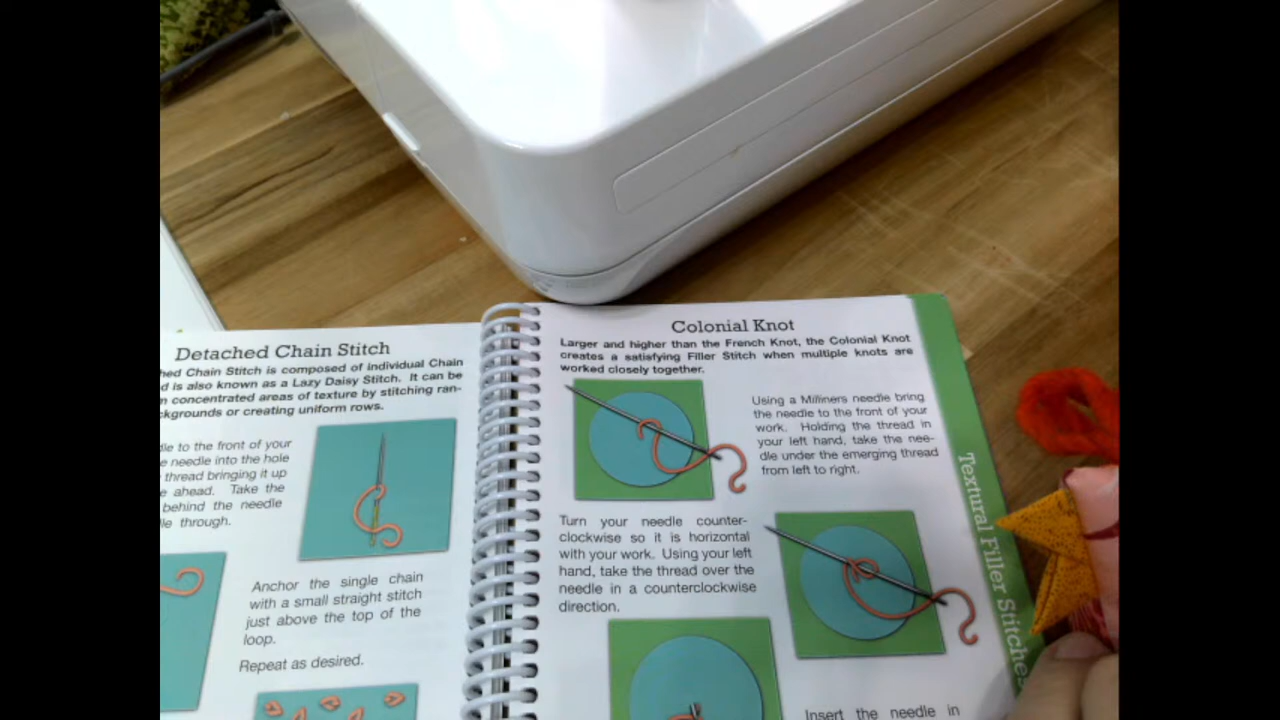 Detached Chain Stitch
Chain Stitch is composed of individual Chain
is also known as a Lazy Daisy Stitch. It can be
concentrated areas of texture by stitching ran-
or creating uniform rows.
to the front of your
needle into the hole
thread bringing it up
ahead. Take the
behind the needle
through.
Anchor the single chain
with a small straight stitch
just above the top of the
loop.
Repeat as desired.
Colonial Knot
Larger and higher than the French Knot, the Colonial Knot
creates a satisfying Filler Stitch when multiple knots are
worked closely together.
Using a Milliners needle bring
the needle to the front of your
work. Holding the thread in
your left hand, take the nee-
dle under the emerging thread
from left to right.
Turn your needle counter-
clockwise so it is horizontal
with your work. Using your left
hand, take the thread over the
needle in a counterclockwise
direction.
Insert the needle in
Textural Filler Stitches